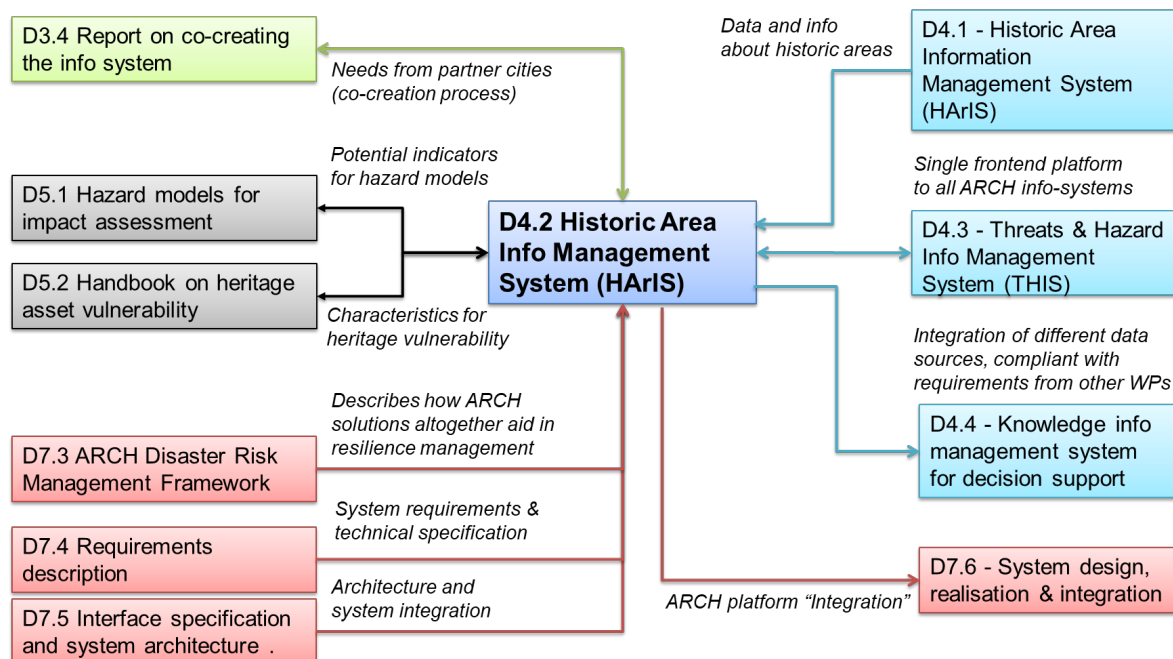 D3.4 Report on co-creating
the info system
Needs from partner cities
(co-creation process)
Data and info
about historic areas
D4.1 - Historic Area
Information
Management System
(HArIS)
Potential indicators
for hazard models
Single frontend platform
to all ARCH info-systems
D5.1 Hazard models for
impact assessment
D5.2 Handbook on heritage
asset vulnerability
D4.2 Historic Area
Info Management
System (HArIS)
D4.3 - Threats & Hazard
Info Management
System (THIS)
Characteristics for
heritage vulnerability
Integration of different data
sources, compliant with
requirements from other WPs
Describes how ARCH
solutions altogether aid in
resilience management
D4.4 - Knowledge info
management system
for decision support
D7.3 ARCH Disaster Risk
Management Framework
System requirements &
technical specification
D7.4 Requirements
description
Architecture and
system integration
D7.5 Interface specification
and system architecture .
ARCH platform “Integration”
D7.6 - System design,
realisation & integration